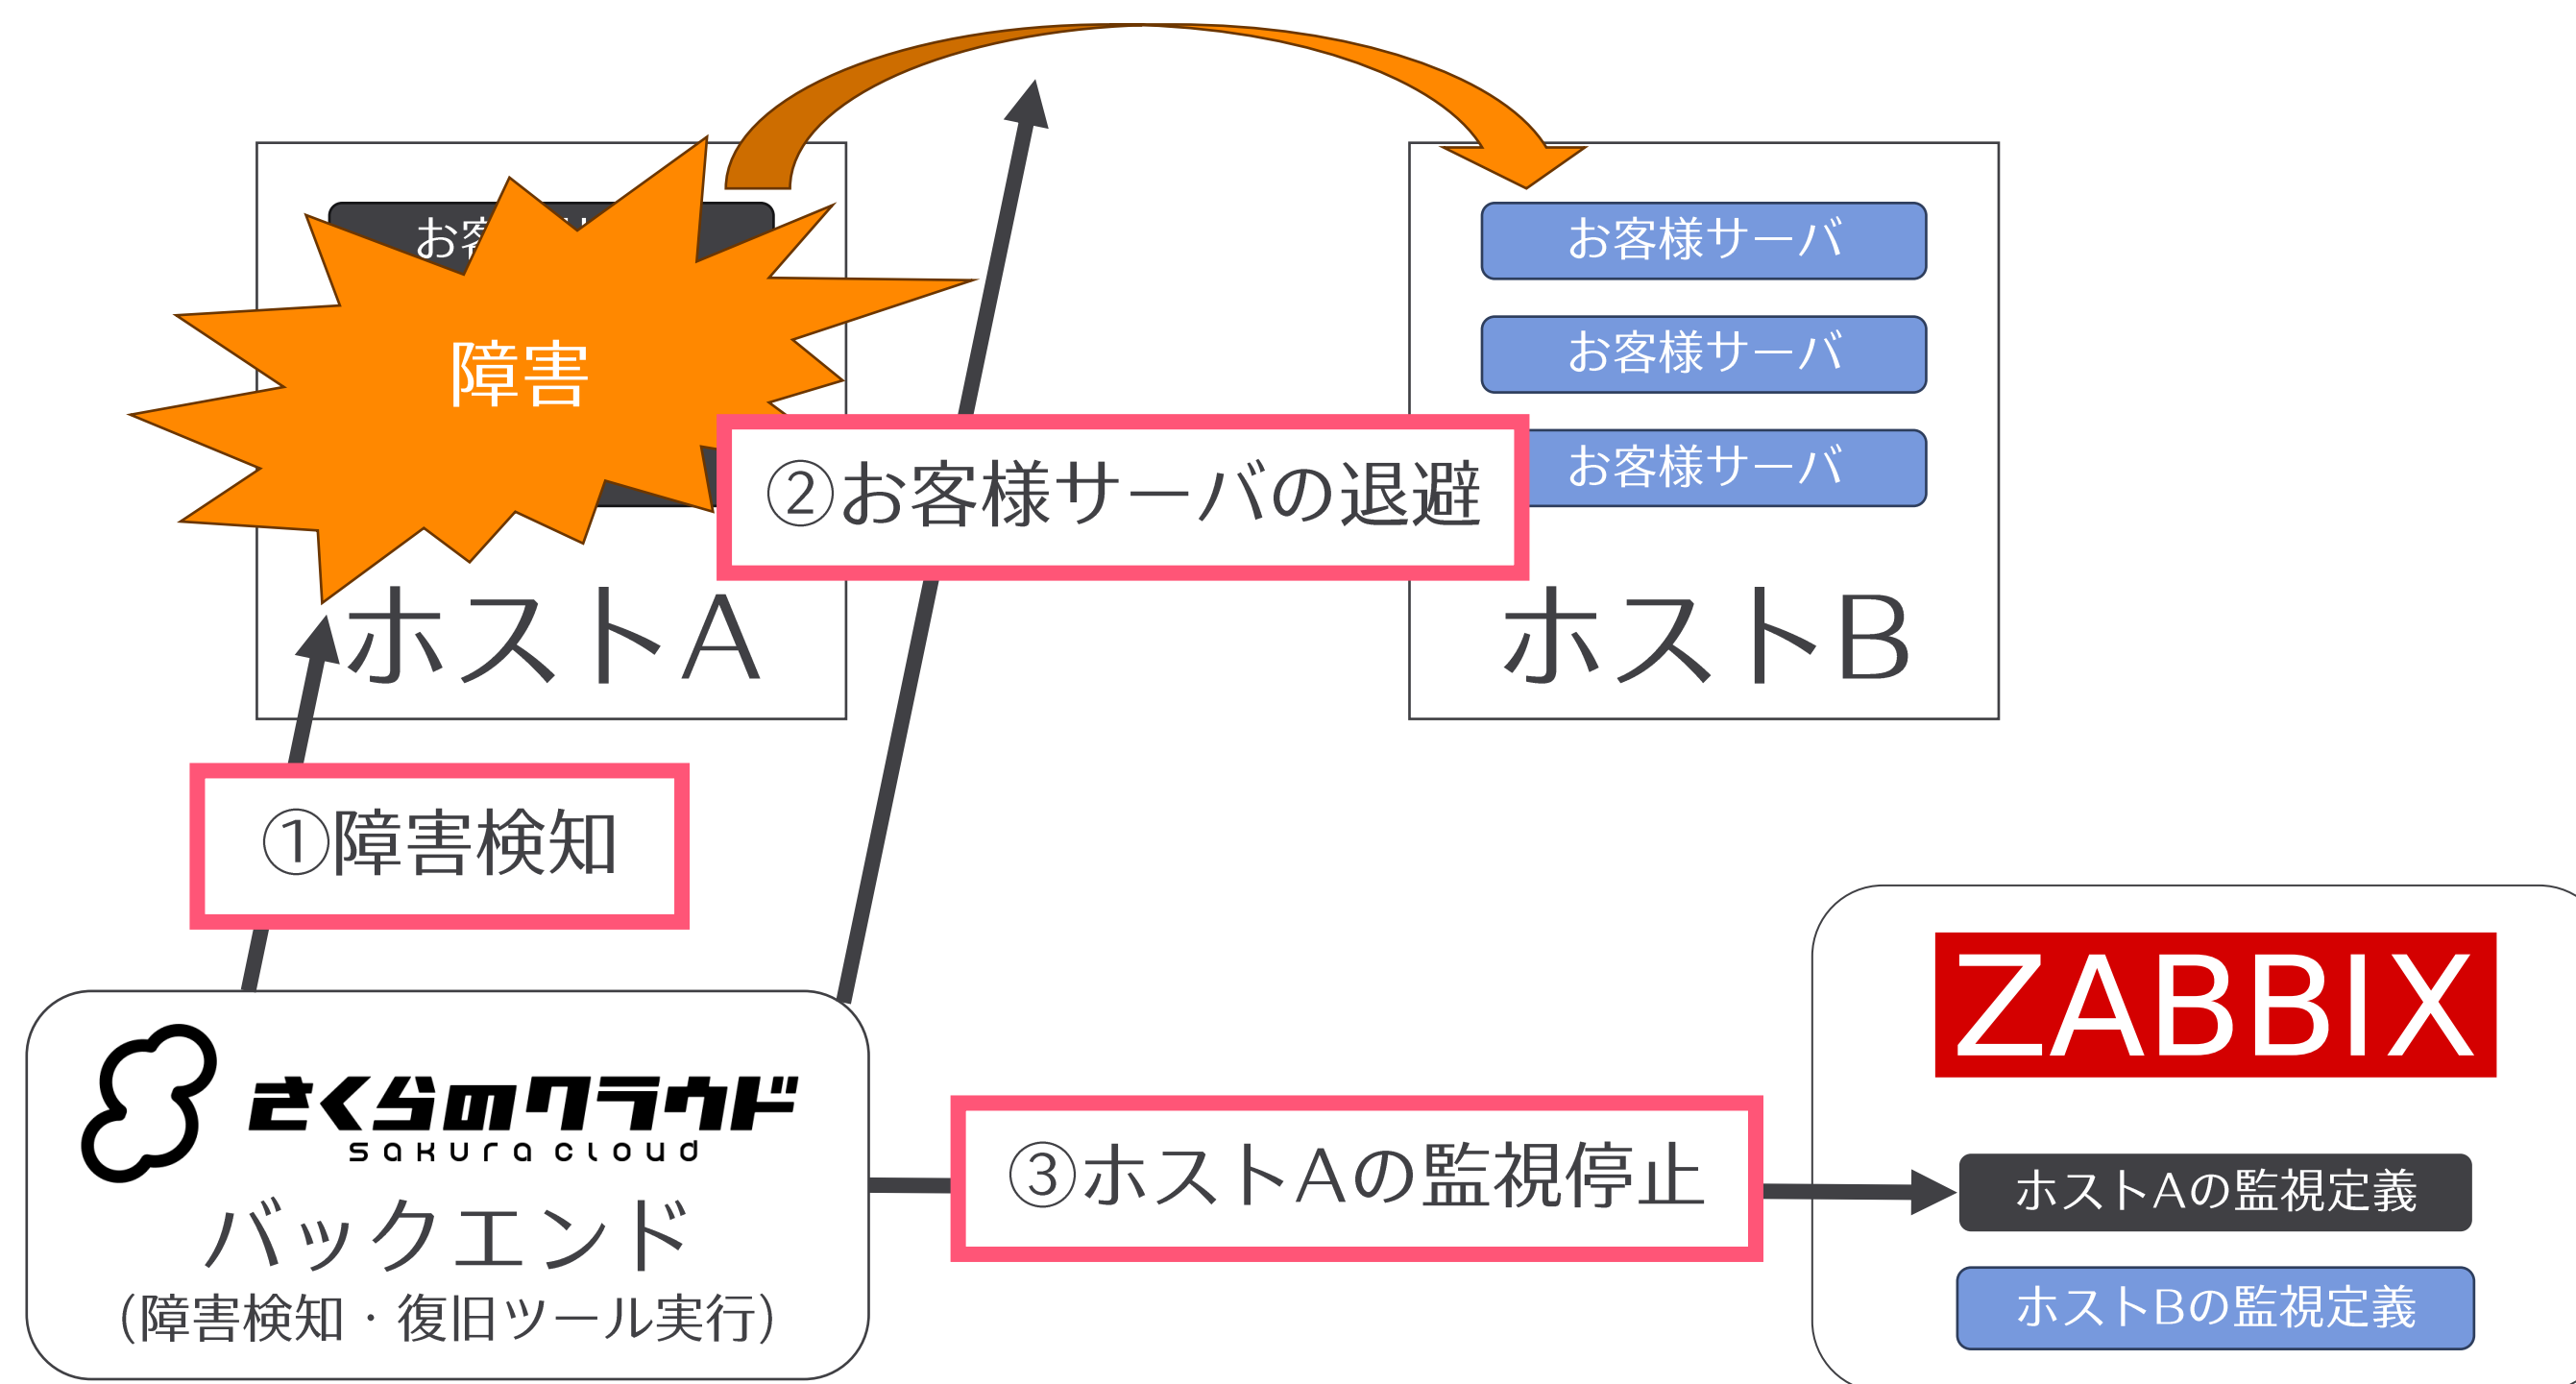 お客
障害
お客様サーバ
お客様サーバ
お客様サーバ
②お客様サーバの退避
ホストA
ホストB
①障害検知
さくらのクラウド
sakura cloud
バックエンド
(障害検知・復旧ツール実行)
③ホストAの監視停止
ZABBIX
ホストAの監視定義
ホストBの監視定義